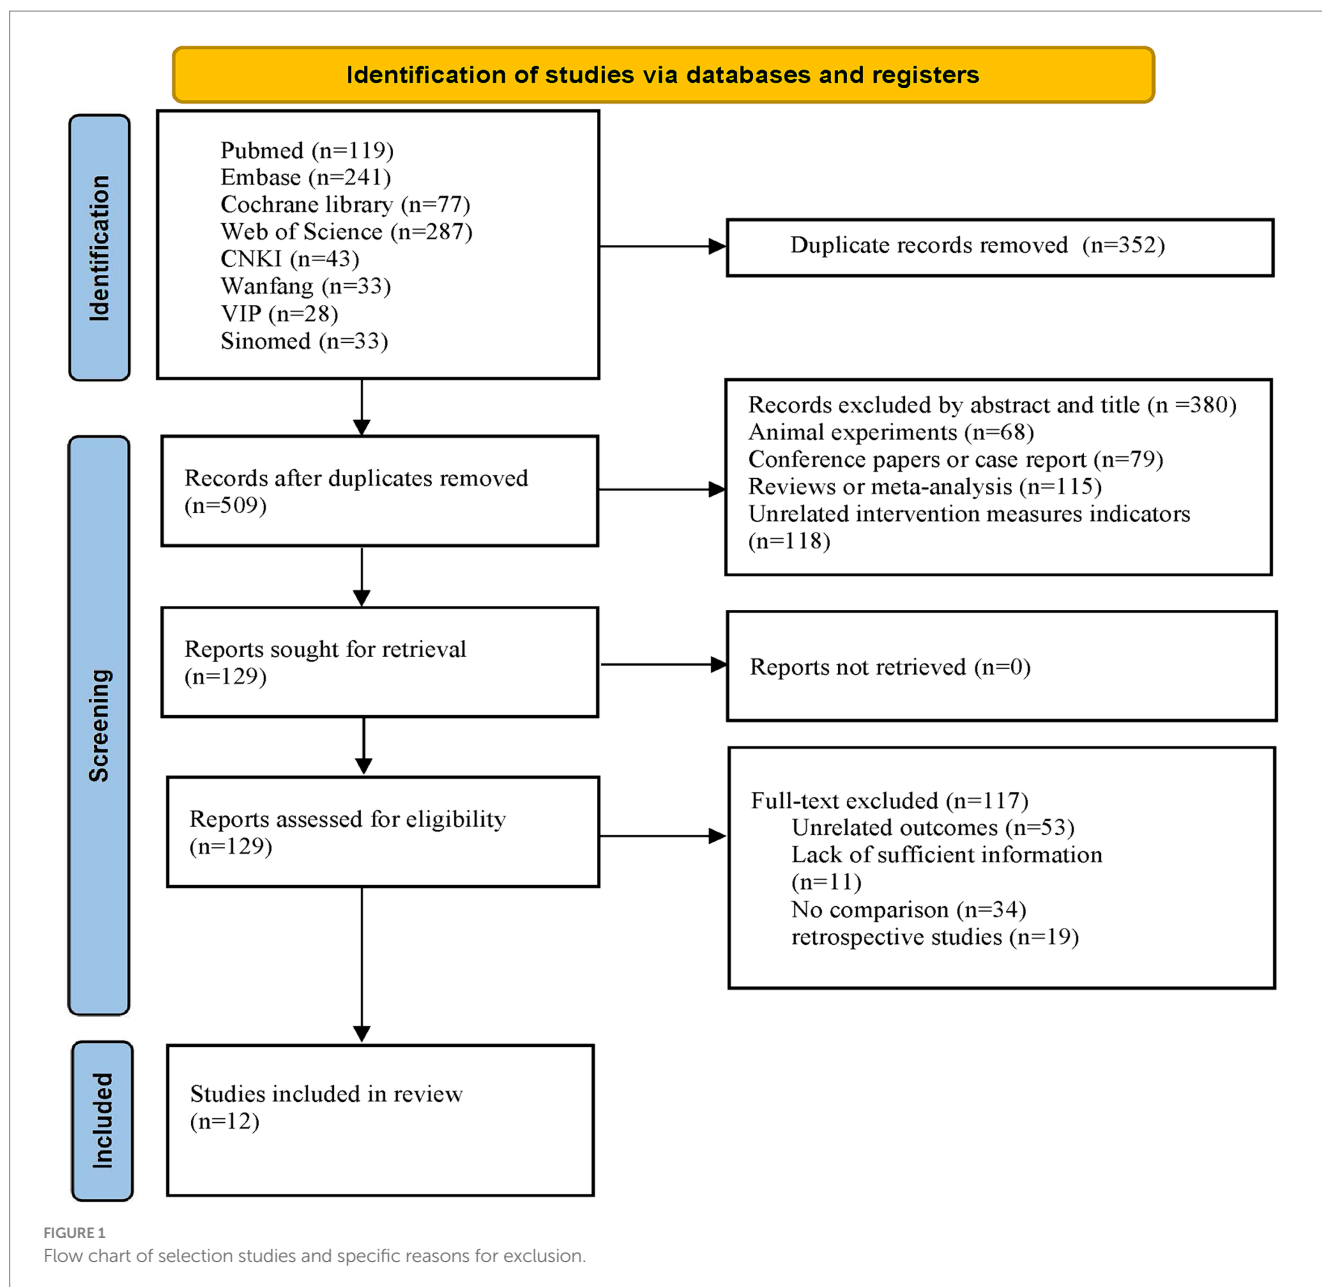 Identification of studies via databases and registers
Identification
Pubmed (n=119)
Embase (n=241)
Cochrane library (n=77)
Web of Science (n=287)
CNKI (n=43)
Wanfang (n=33)
VIP (n=28)
Sinomed (n=33)
Duplicate records removed (n=352)
Screening
Records after duplicates removed
(n=509)
Records excluded by abstract and title (n =380)
Animal experiments (n=68)
Conference papers or case report (n=79)
Reviews or meta-analysis (n=115)
Unrelated intervention measures indicators
(n=118)
Reports sought for retrieval
(n=129)
Reports not retrieved (n=0)
Reports assessed for eligibility
(n=129)
Full-text excluded (n=117)
Unrelated outcomes (n=53)
Lack of sufficient information
(n=11)
No comparison (n=34)
retrospective studies (n=19)
Included
Studies included in review
(n=12)
FIGURE 1
Flow chart of selection studies and specific reasons for exclusion.